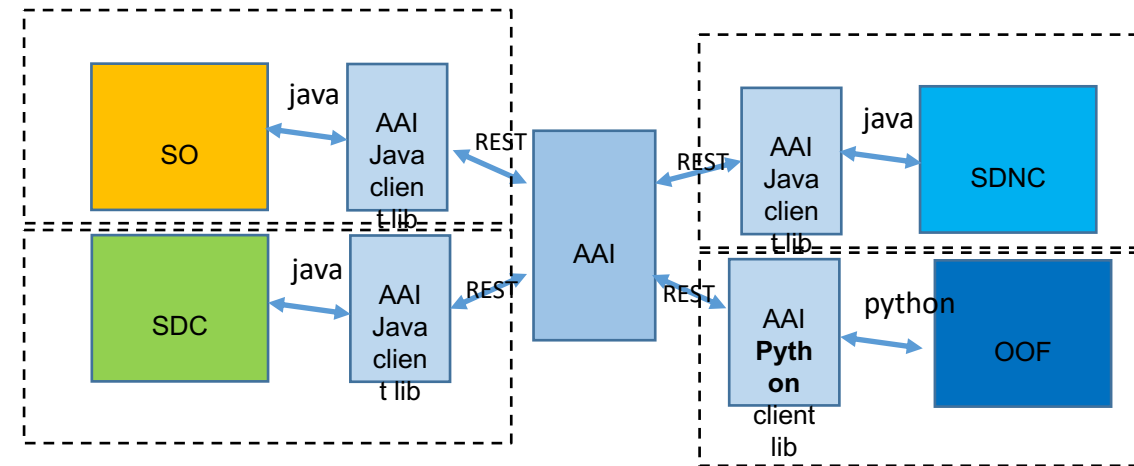 SO
java
AAI
Java
clien
t lib
REST
SDC
java
AAI
Java
clien
t lib
REST
AAI
REST
AAI
Java
clien
t lib
java
SDNC
REST
AAI
Pyth
on
client
lib
python
OOF